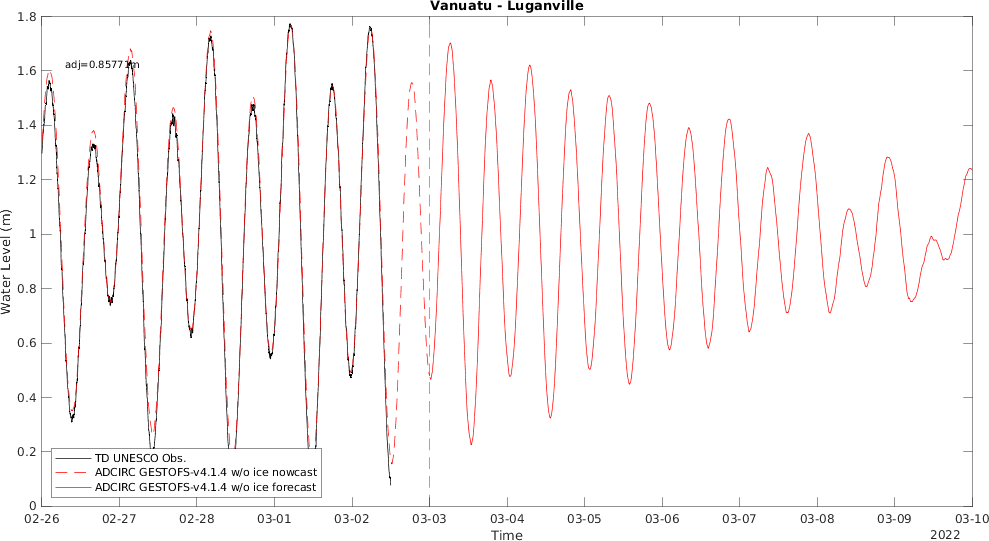 Vanuatu - Luganville
1.8
1.6
1.4
1.2
1
0.8
0.6
0.4
0.2
0
Water Level (m)
adj=0.85771m
TD UNESCO Obs.
ADCIRC GESTOFS-v4.1.4 w/o ice nowcast
ADCIRC GESTOFS-v4.1.4 w/o ice forecast
02-26 02-27 02-28 03-01 03-02 03-03 03-04 03-05 03-06 03-07 03-08 03-09 03-10
Time
2022